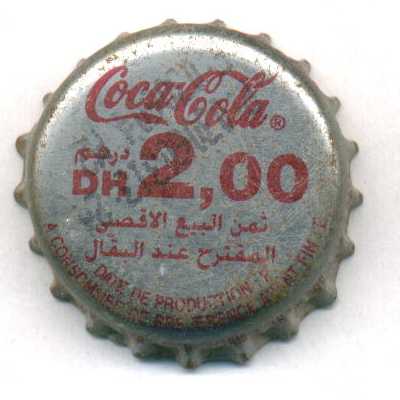 Coca-Cola ®
درهم
DH 2,00
ثمن البيع الاقصى
المقترح عند البقال
DATE DE PRODUCTION
A CONSOMMER DE PREFERENCE AVANT FIN